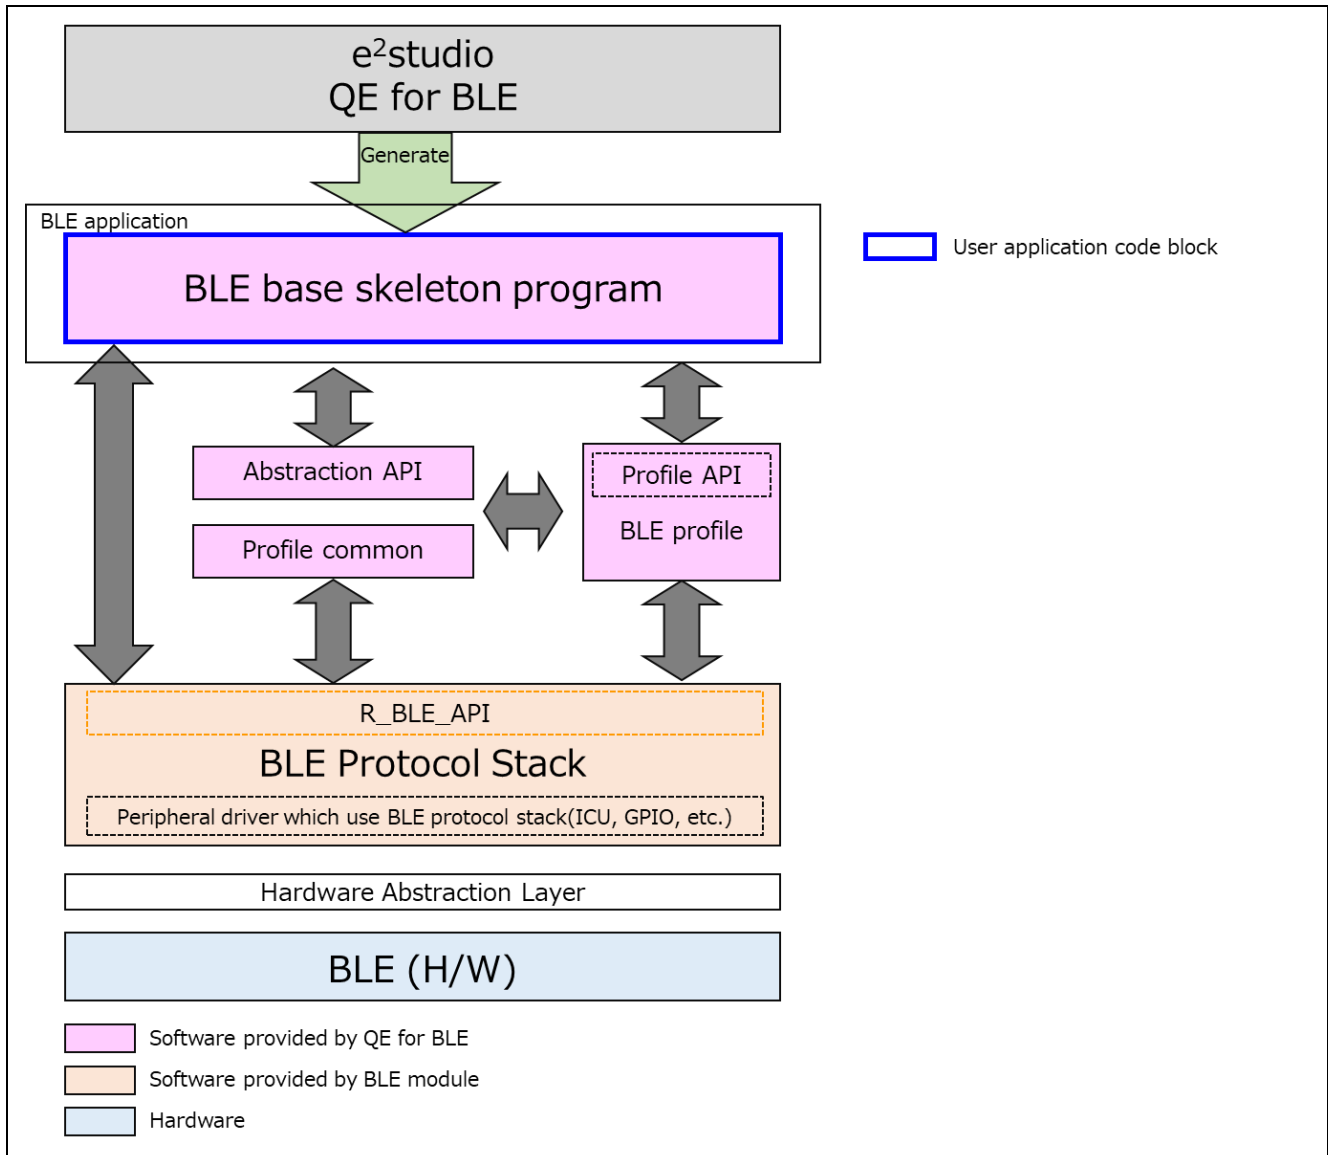 e²studio
QE for BLE
Generate
BLE application
BLE base skeleton program
User application code block
Abstraction API
Profile API
BLE profile
Profile common
R_BLE_API
BLE Protocol Stack
Peripheral driver which use BLE protocol stack(ICU, GPIO, etc.)
Hardware Abstraction Layer
BLE (H/W)
Software provided by QE for BLE
Software provided by BLE module
Hardware